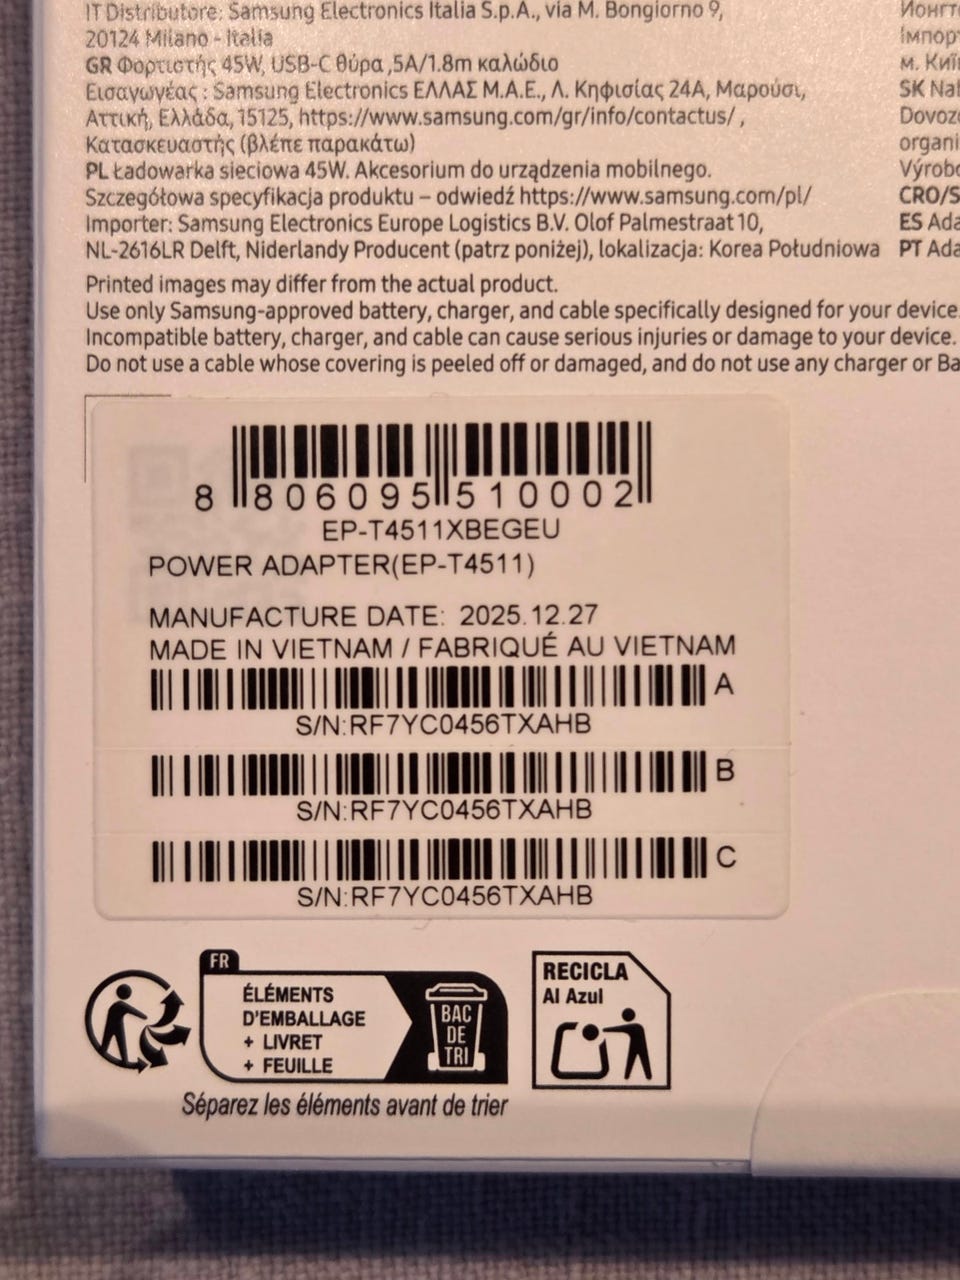 IT Distributore: Samsung Electronics Italia S.p.A., via M. Bongiorno 9,
20124 Milano - Italia
GR Φορτιστής 45W, USB-C θύρα ,5A/1.8m καλώδιο
Εισαγωγέας : Samsung Electronics ΕΛΛΑΣ Μ.Α.Ε., Λ. Κηφισίας 24Α, Μαρούσι,
Αττική, Ελλάδα, 15125, https://www.samsung.com/gr/info/contactus/ ,
Κατασκευαστής (βλέπε παρακάτω)
PL Ładowarka sieciowa 45W. Akcesorium do urządzenia mobilnego.
Szczegółowa specyfikacja produktu – odwiedź https://www.samsung.com/pl/
Importer: Samsung Electronics Europe Logistics B.V. Olof Palmestraat 10,
NL-2616LR Delft, Niderlandy Producent (patrz poniżej), lokalizacja: Korea Południowa
м.
SK
CRO/S
ES
PT
Printed images may differ from the actual product.
Use only Samsung-approved battery, charger, and cable specifically designed for your device.
Incompatible battery, charger, and cable can cause serious injuries or damage to your device.
Do not use a cable whose covering is peeled off or damaged, and do not use any charger or
8 806095 510002
EP-T4511XBEGEU
POWER ADAPTER(EP-T4511)
MANUFACTURE DATE: 2025.12.27
MADE IN VIETNAM / FABRIQUÉ AU VIETNAM
A
S/N:RF7YC0456TXAHB
B
S/N:RF7YC0456TXAHB
C
S/N:RF7YC0456TXAHB
FR
ÉLÉMENTS
D'EMBALLAGE
+ LIVRET
+ FEUILLE
BAC
DE
TRI
Séparez les éléments avant de trier
RECICLA
Al Azul